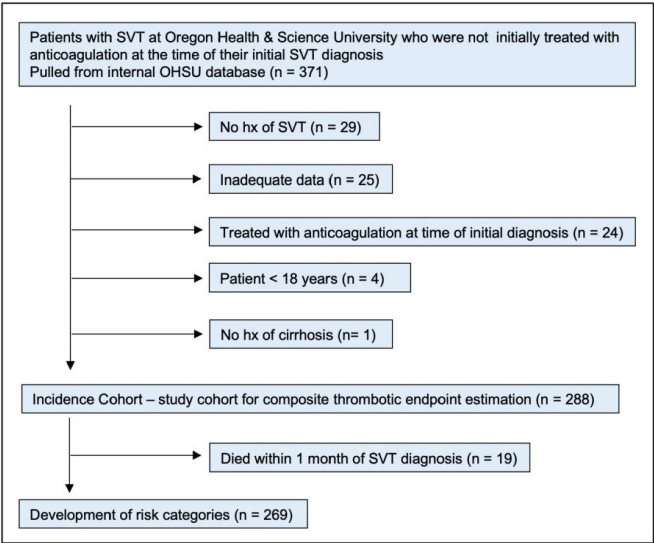 Patients with SVT at Oregon Health & Science University who were not initially treated with
anticoagulation at the time of their initial SVT diagnosis
Pulled from internal OHSU database (n = 371)
No hx of SVT (n = 29)
Inadequate data (n = 25)
Treated with anticoagulation at time of initial diagnosis (n = 24)
Patient < 18 years (n = 4)
No hx of cirrhosis (n= 1)
Incidence Cohort – study cohort for composite thrombotic endpoint estimation (n = 288)
Died within 1 month of SVT diagnosis (n = 19)
Development of risk categories (n = 269)